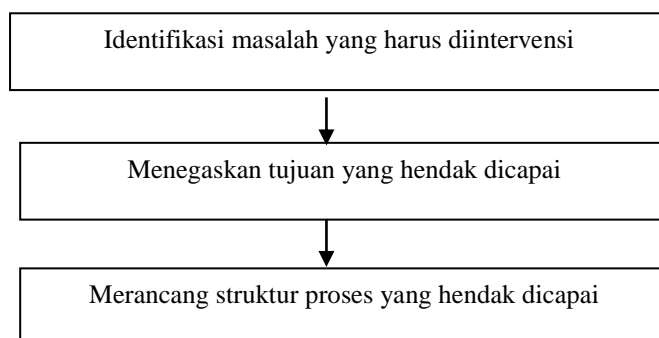 Identifikasi masalah yang harus diintervensi
Menegaskan tujuan yang hendak dicapai
Merancang struktur proses yang hendak dicapai